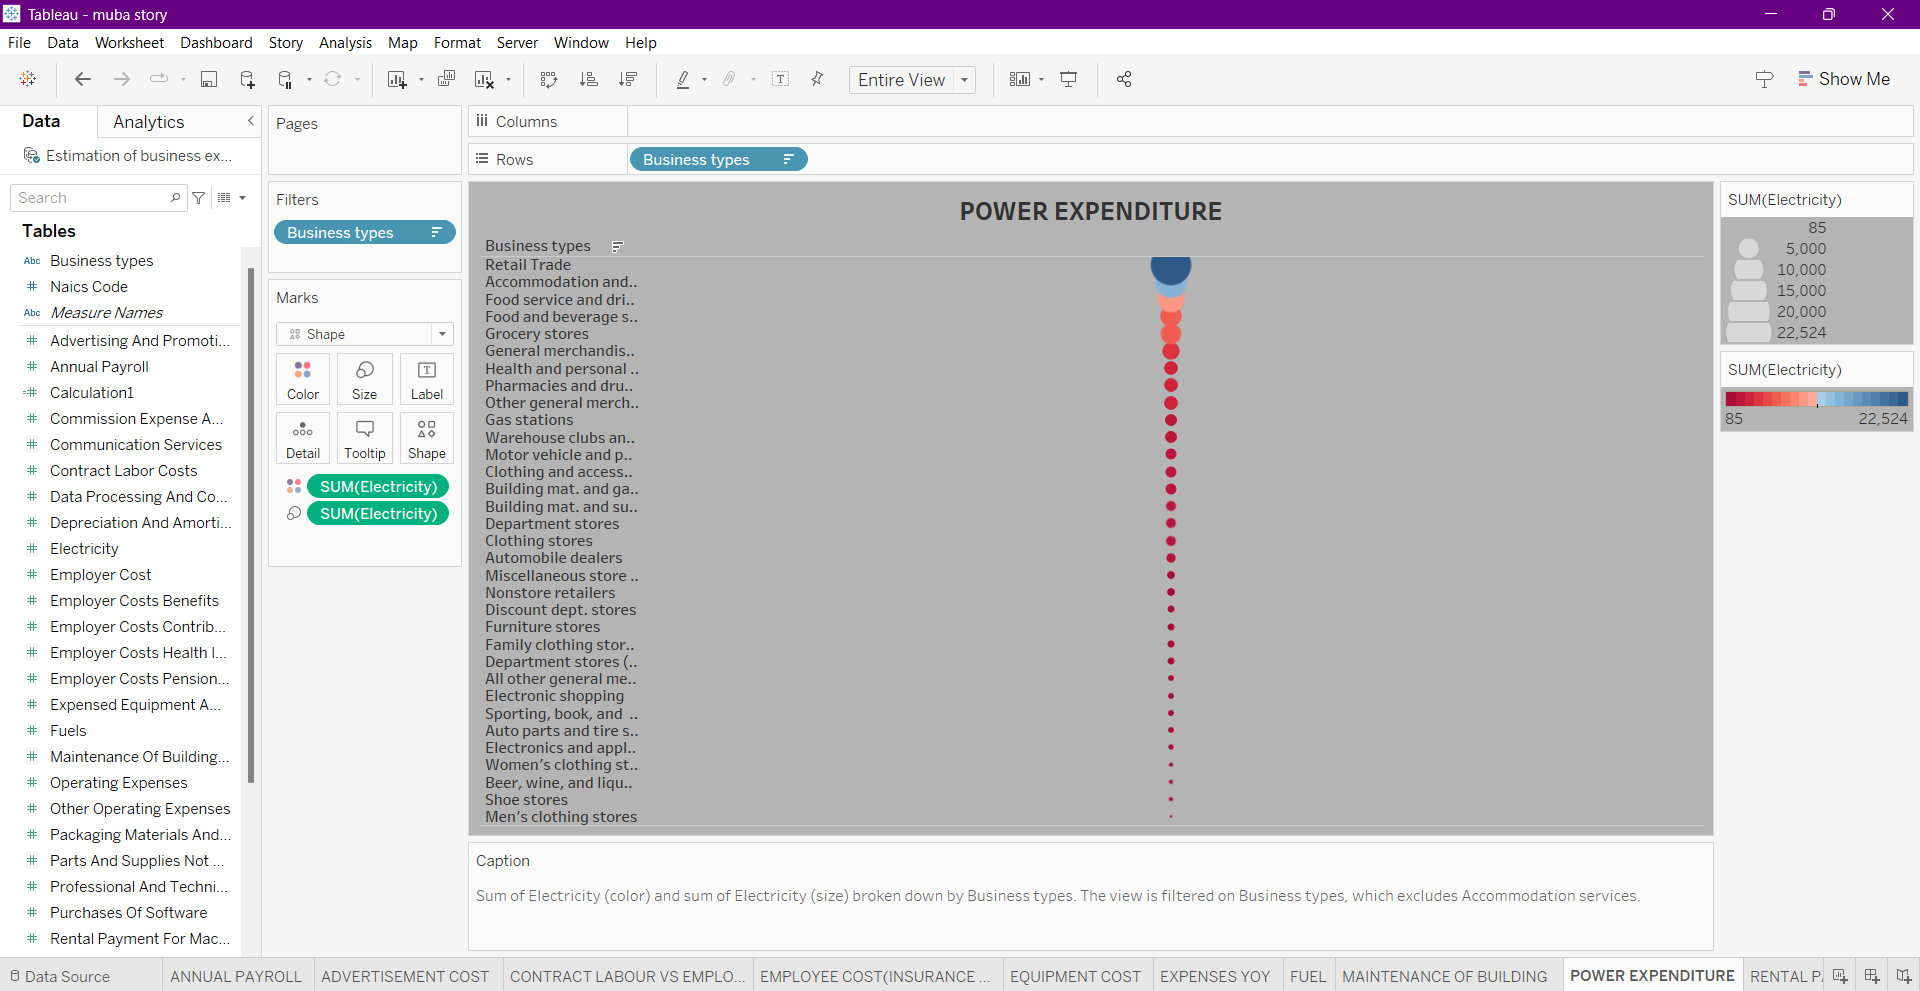 Tableau - muba story
File Data Worksheet Dashboard Story Analysis Map Format Server Window Help
Entire View
Show Me
Data
Analytics
Estimation of business ex...
Search
Tables
Abc Business types
# Naics Code
Abc Measure Names
# Advertising And Promoti...
# Annual Payroll
=# Calculation1
# Commission Expense A...
# Communication Services
# Contract Labor Costs
# Data Processing And Co...
# Depreciation And Amorti...
# Electricity
# Employer Cost
# Employer Costs Benefits
# Employer Costs Contrib...
# Employer Costs Health I...
# Employer Costs Pension...
# Expensed Equipment A...
# Fuels
# Maintenance Of Building...
# Operating Expenses
# Other Operating Expenses
# Packaging Materials And...
# Parts And Supplies Not ...
# Professional And Techni...
# Purchases Of Software
# Rental Payment For Mac...
Pages
Filters
Business types
Marks
Shape
Color Size Label
Detail Tooltip Shape
SUM(Electricity)
SUM(Electricity)
Columns
Rows
Business types
POWER EXPENDITURE
Business types
Retail Trade
Accommodation and..
Food service and dri..
Food and beverage s..
Grocery stores
General merchandis..
Health and personal ..
Pharmacies and dru..
Other general merch..
Gas stations
Warehouse clubs an..
Motor vehicle and p..
Clothing and access..
Building mat. and ga..
Building mat. and su..
Department stores
Clothing stores
Automobile dealers
Miscellaneous store ..
Nonstore retailers
Discount dept. stores
Furniture stores
Family clothing stor..
Department stores (..
All other general me..
Electronic shopping
Sporting, book, and ..
Auto parts and tire s..
Electronics and appl..
Women's clothing st..
Beer, wine, and liqu..
Shoe stores
Men's clothing stores
SUM(Electricity)
85
5,000
10,000
15,000
20,000
22,524
SUM(Electricity)
85 22,524
Caption
Sum of Electricity (color) and sum of Electricity (size) broken down by Business types. The view is filtered on Business types, which excludes Accommodation services.
Data Source
ANNUAL PAYROLL
ADVERTISEMENT COST
CONTRACT LABOUR VS EMPLO...
EMPLOYEE COST(INSURANCE ...
EQUIPMENT COST
EXPENSES YOY
FUEL
MAINTENANCE OF BUILDING
POWER EXPENDITURE
RENTAL P